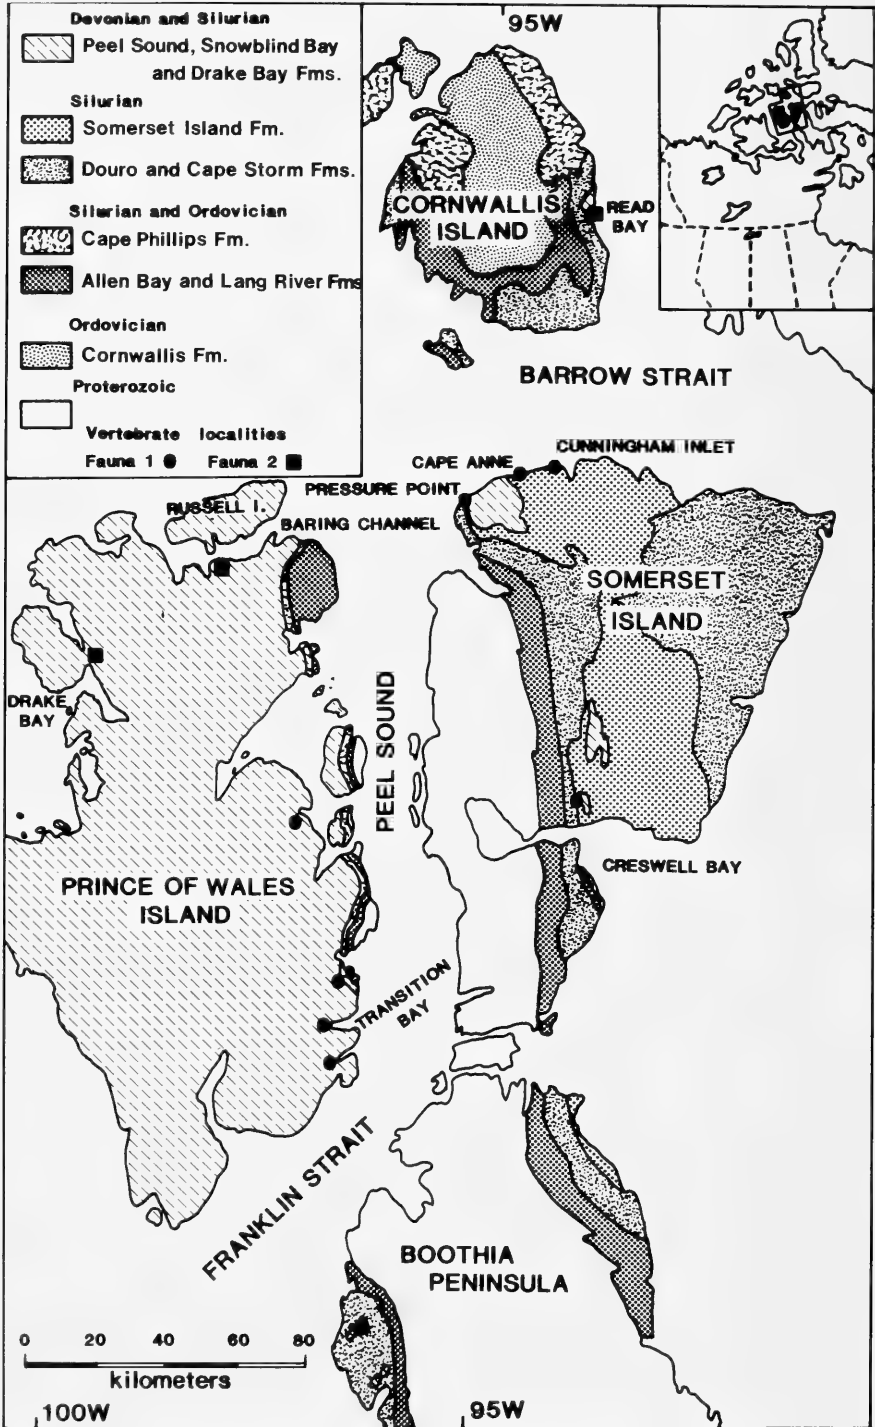 Devonian and Silurian
Peel Sound, Snowblind Bay
and Drake Bay Fms.
Silurian
Somerset Island Fm.
Douro and Cape Storm Fms.
Silurian and Ordovician
Cape Phillips Fm.
Allen Bay and Lang River Fms
Ordovician
Cornwallis Fm.
Proterozoic
Vertebrate localities
Fauna 1 Fauna 2
95W
CORNWALLIS
ISLAND
READ
BAY
BARROW STRAIT
CUNNINGHAM INLET
CAPE ANNE
PRESSURE POINT
RUSSELL I.
BARING CHANNEL
SOMERSET
ISLAND
DRAKE
BAY
PEEL SOUND
PRINCE OF WALES
ISLAND
CRESWELL BAY
TRANSITION
BAY
FRANKLIN STRAIT
BOOTHIA
PENINSULA
0 20 40 60 80
kilometers
100W
95W